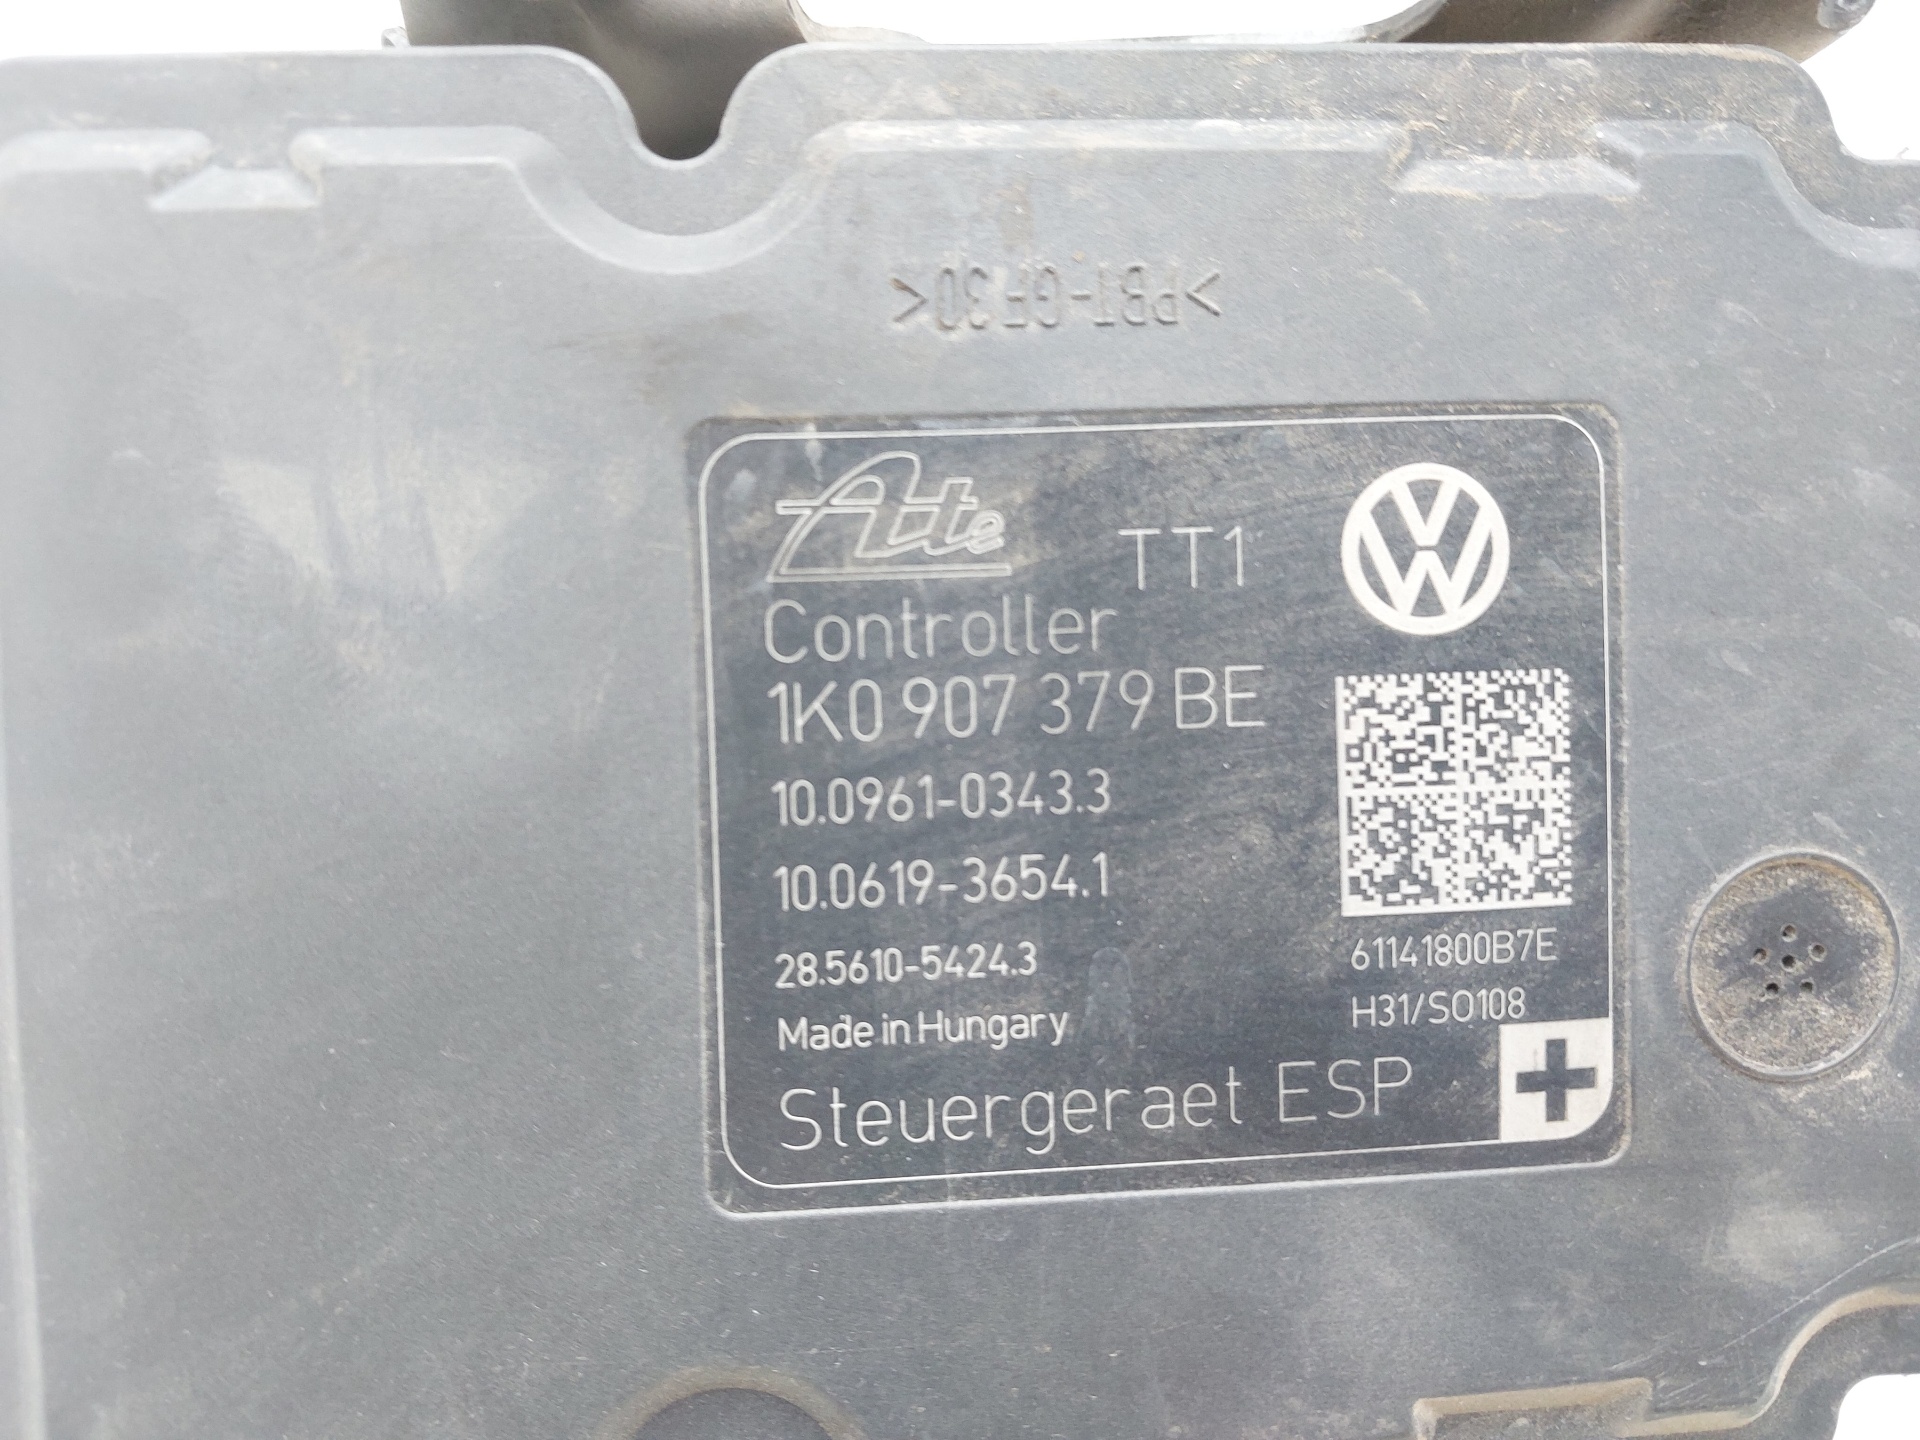 >PBT-GF30<
Ate TT1
Controller
1K0 907 379 BE
10.0961-0343.3
10.0619-3654.1
28.5610-5424.3
Made in Hungary
61141800B7E
H31/SO108
Steuergeraet ESP